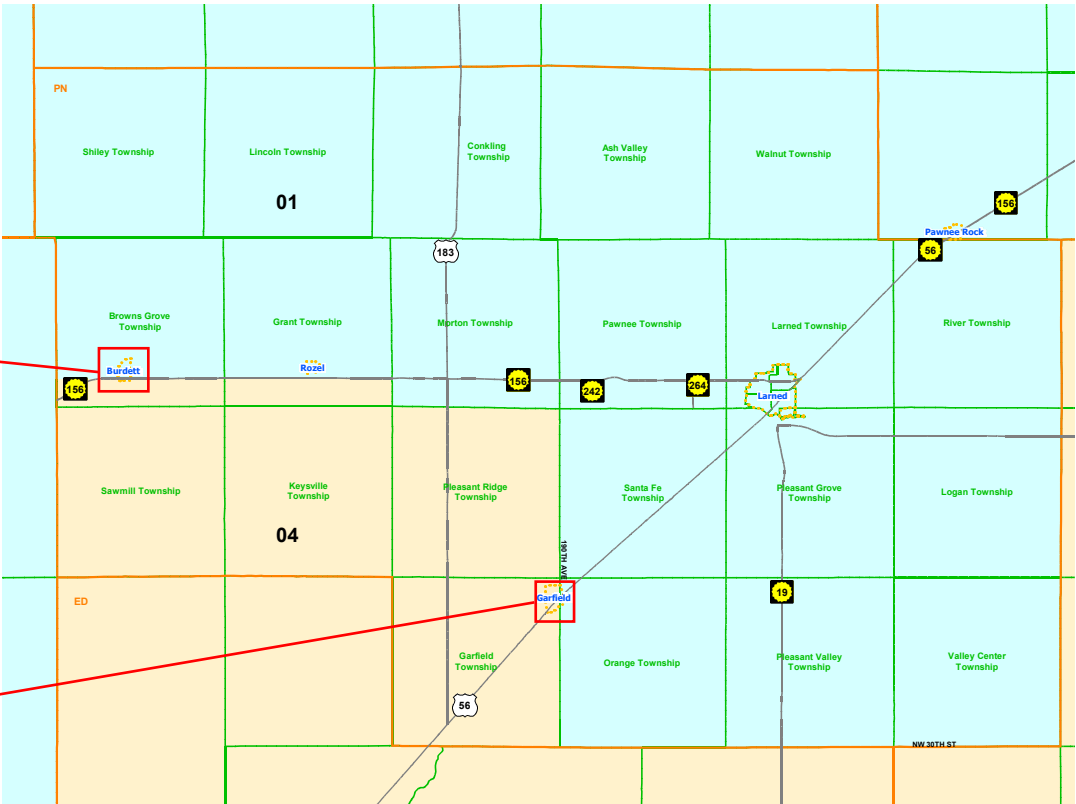 PN
Shiley Township
Lincoln Township
Conkling
Township
Ash Valley
Township
Walnut Township
01
156
Pawnee Rock
56
183
Browns Grove
Township
Grant Township
Morton Township
Pawnee Township
Larned Township
River Township
Burdett
Rozel
156
156
242
264
Larned
Sawmill Township
Keysville
Township
Pleasant Ridge
Township
Santa Fe
Township
Pleasant Grove
Township
Logan Township
04
190TH AVE
ED
Garfield
19
Garfield
Township
Orange Township
Pleasant Valley
Township
Valley Center
Township
56
NW 30TH ST